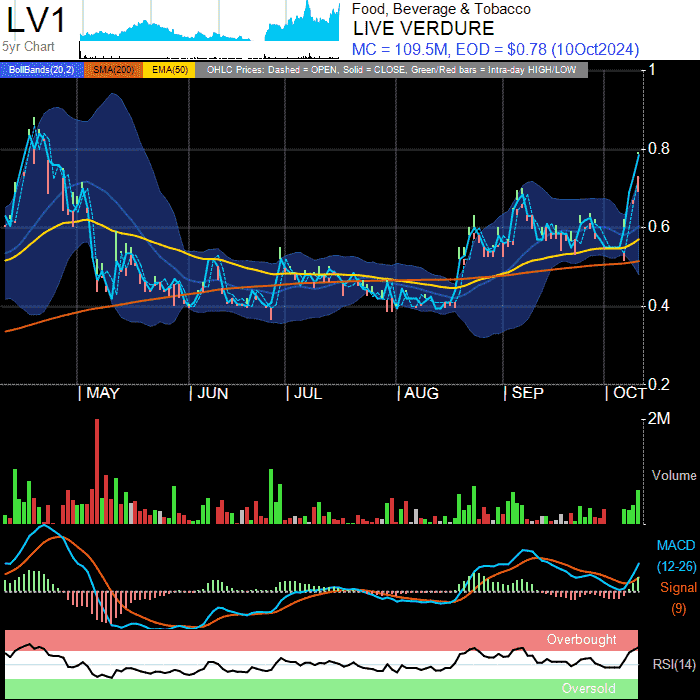 LV1
5yr Chart
Food, Beverage & Tobacco
LIVE VERDURE
MC = 109.5M, EOD = $0.78 (10Oct2024)
BollBands(20,2) SMA(200) EMA(50) OHLC Prices: Dashed = OPEN, Solid = CLOSE, Green/Red bars = Intra-day HIGH/LOW
1
0.8
0.6
0.4
0.2
| MAY | JUN | JUL | AUG | SEP | OCT
2M
Volume
MACD
(12-26)
Signal
(9)
Overbought
RSI(14)
Oversold